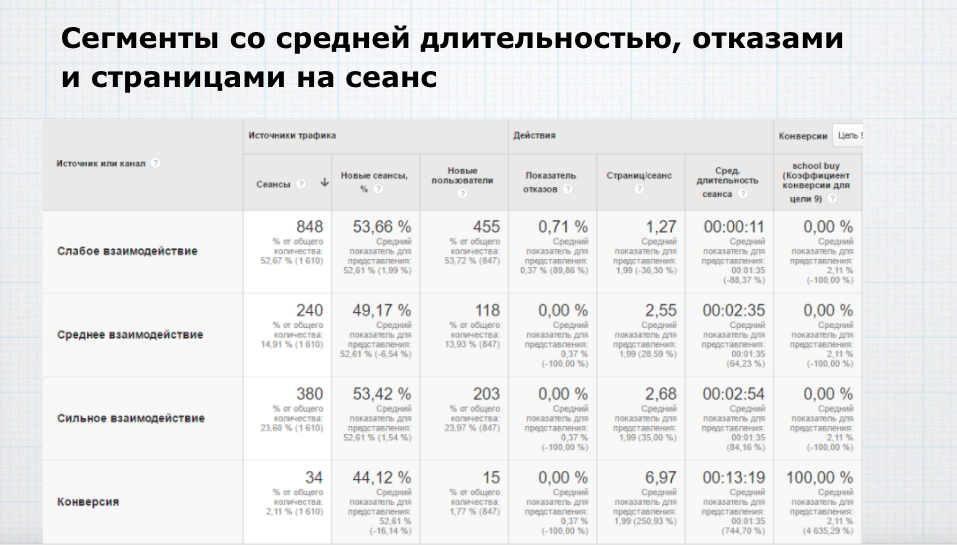 Сегменты со средней длительностью, отказами
и страницами на сеанс
Источник или канал ?
Источники трафика
Действия
Конверсии Цель 9
Сеансы ? ↓
Новые сеансы,
% ?
Новые
пользователи
?
Показатель
отказов ?
Страниц/сеанс
?
Сред.
длительность
сеанса ?
school buy
(Коэффициент
конверсии для
цели 9) ?
Слабое взаимодействие
848
% от общего
количества:
52,67 % (1 610)
53,66 %
Средний
показатель для
представления:
52,61 % (1,99 %)
455
% от общего
количества:
53,72 % (847)
0,71 %
Средний
показатель для
представления:
0,37 % (89,86 %)
1,27
Средний
показатель для
представления:
1,99 (-36,30 %)
00:00:11
Средний
показатель для
представления:
00:01:35
(-88,37 %)
0,00 %
Средний
показатель для
представления:
2,11 %
(-100,00 %)
Среднее взаимодействие
240
% от общего
количества:
14,91 % (1 610)
49,17 %
Средний
показатель для
представления:
52,61 % (-6,54 %)
118
% от общего
количества:
13,93 % (847)
0,00 %
Средний
показатель для
представления:
0,37 %
(-100,00 %)
2,55
Средний
показатель для
представления:
1,99 (28,59 %)
00:02:35
Средний
показатель для
представления:
00:01:35
(64,23 %)
0,00 %
Средний
показатель для
представления:
2,11 %
(-100,00 %)
Сильное взаимодействие
380
% от общего
количества:
23,60 % (1 610)
53,42 %
Средний
показатель для
представления:
52,61 % (1,54 %)
203
% от общего
количества:
23,97 % (847)
0,00 %
Средний
показатель для
представления:
0,37 %
(-100,00 %)
2,68
Средний
показатель для
представления:
1,99 (35,00 %)
00:02:54
Средний
показатель для
представления:
00:01:35
(84,16 %)
0,00 %
Средний
показатель для
представления:
2,11 %
(-100,00 %)
Конверсия
34
% от общего
количества:
2,11 % (1 610)
44,12 %
Средний
показатель для
представления:
52,61 %
(-16,14 %)
15
% от общего
количества:
1,77 % (847)
0,00 %
Средний
показатель для
представления:
0,37 %
(-100,00 %)
6,97
Средний
показатель для
представления:
1,99 (250,93 %)
00:13:19
Средний
показатель для
представления:
00:01:35
(744,70 %)
100,00 %
Средний
показатель для
представления:
2,11 %
(4 635,29 %)